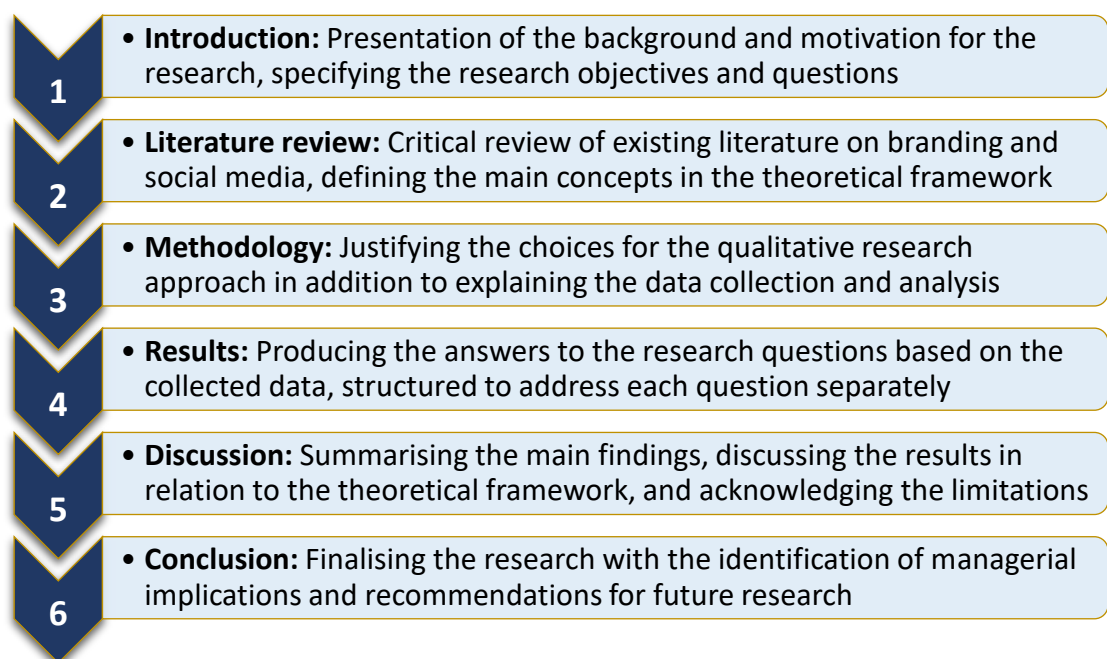 1
• Introduction: Presentation of the background and motivation for the
research, specifying the research objectives and questions
2
• Literature review: Critical review of existing literature on branding and
social media, defining the main concepts in the theoretical framework
3
• Methodology: Justifying the choices for the qualitative research
approach in addition to explaining the data collection and analysis
4
• Results: Producing the answers to the research questions based on the
collected data, structured to address each question separately
5
• Discussion: Summarising the main findings, discussing the results in
relation to the theoretical framework, and acknowledging the limitations
6
• Conclusion: Finalising the research with the identification of managerial
implications and recommendations for future research